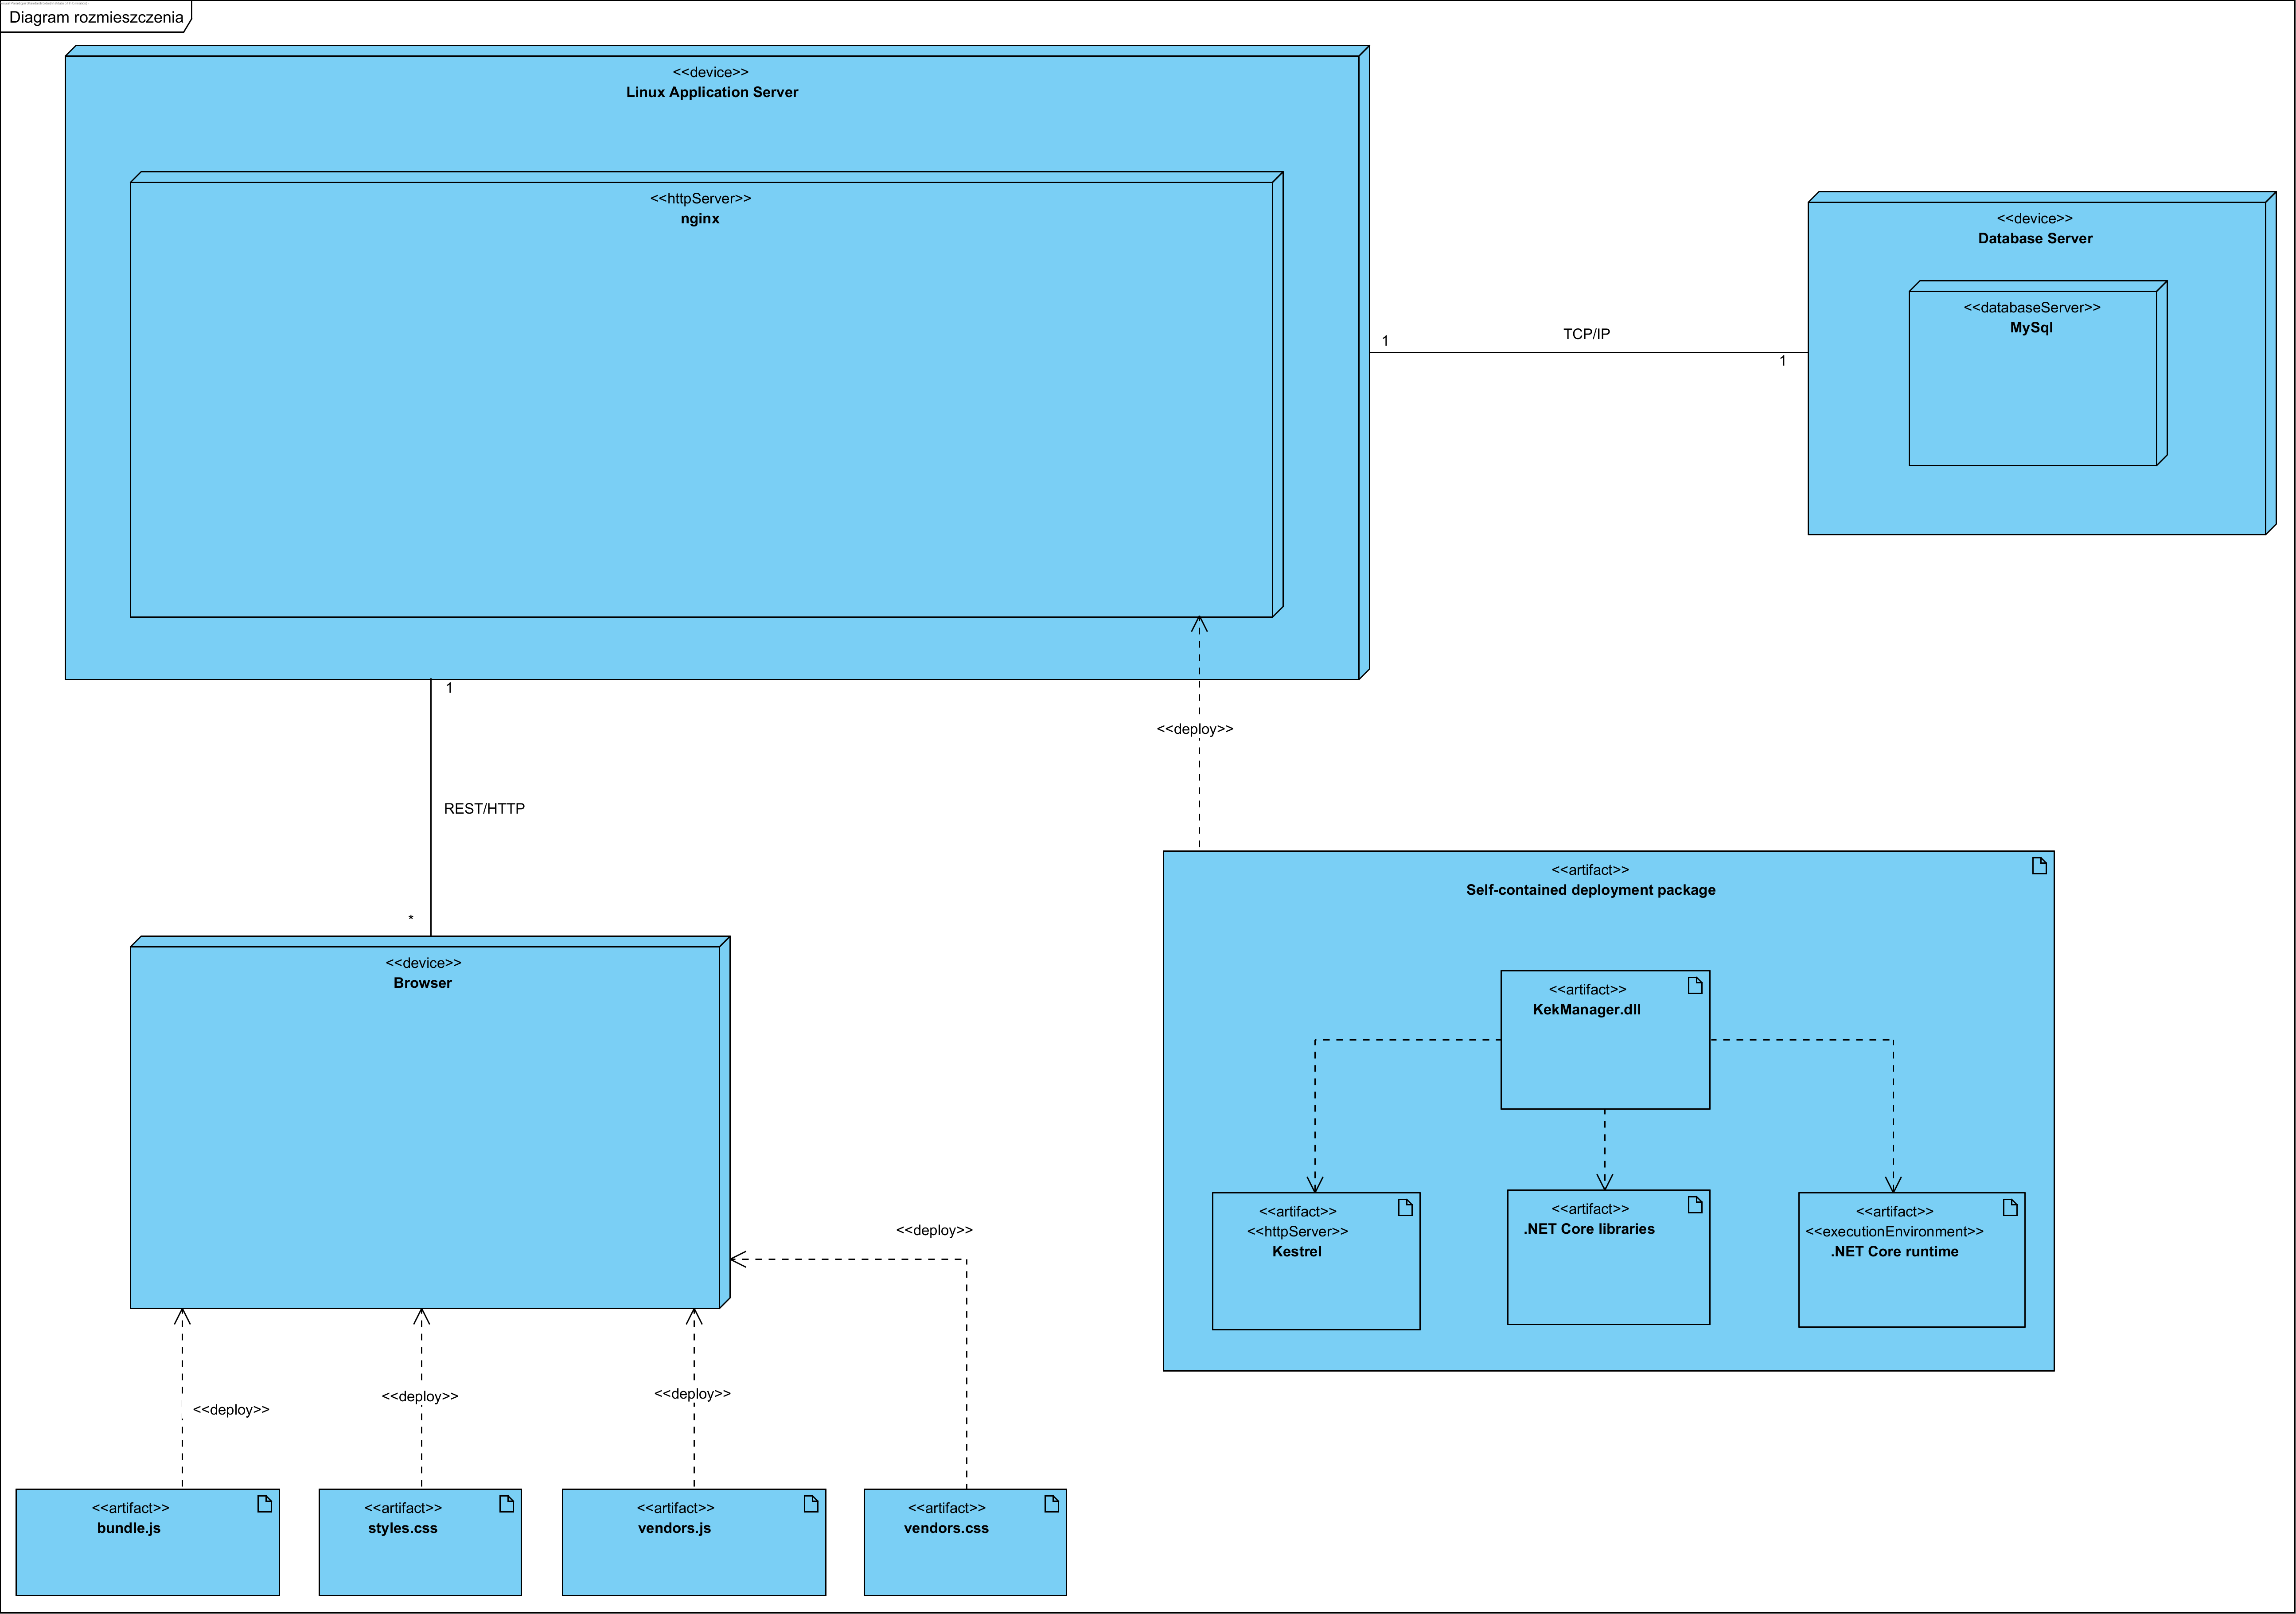 Diagram rozmieszczenia
<<device>>
Linux Application Server
<<httpServer>>
nginx
<<device>>
Database Server
<<databaseServer>>
MySql
1
TCP/IP
1
1
<<deploy>>
REST/HTTP
*
<<artifact>>
Self-contained deployment package
<<device>>
Browser
<<artifact>>
KekManager.dll
<<artifact>>
<<httpServer>>
Kestrel
<<artifact>>
.NET Core libraries
<<artifact>>
<<executionEnvironment>>
.NET Core runtime
<<deploy>>
<<deploy>>
<<deploy>>
<<deploy>>
<<artifact>>
bundle.js
<<artifact>>
styles.css
<<artifact>>
vendors.js
<<artifact>>
vendors.css